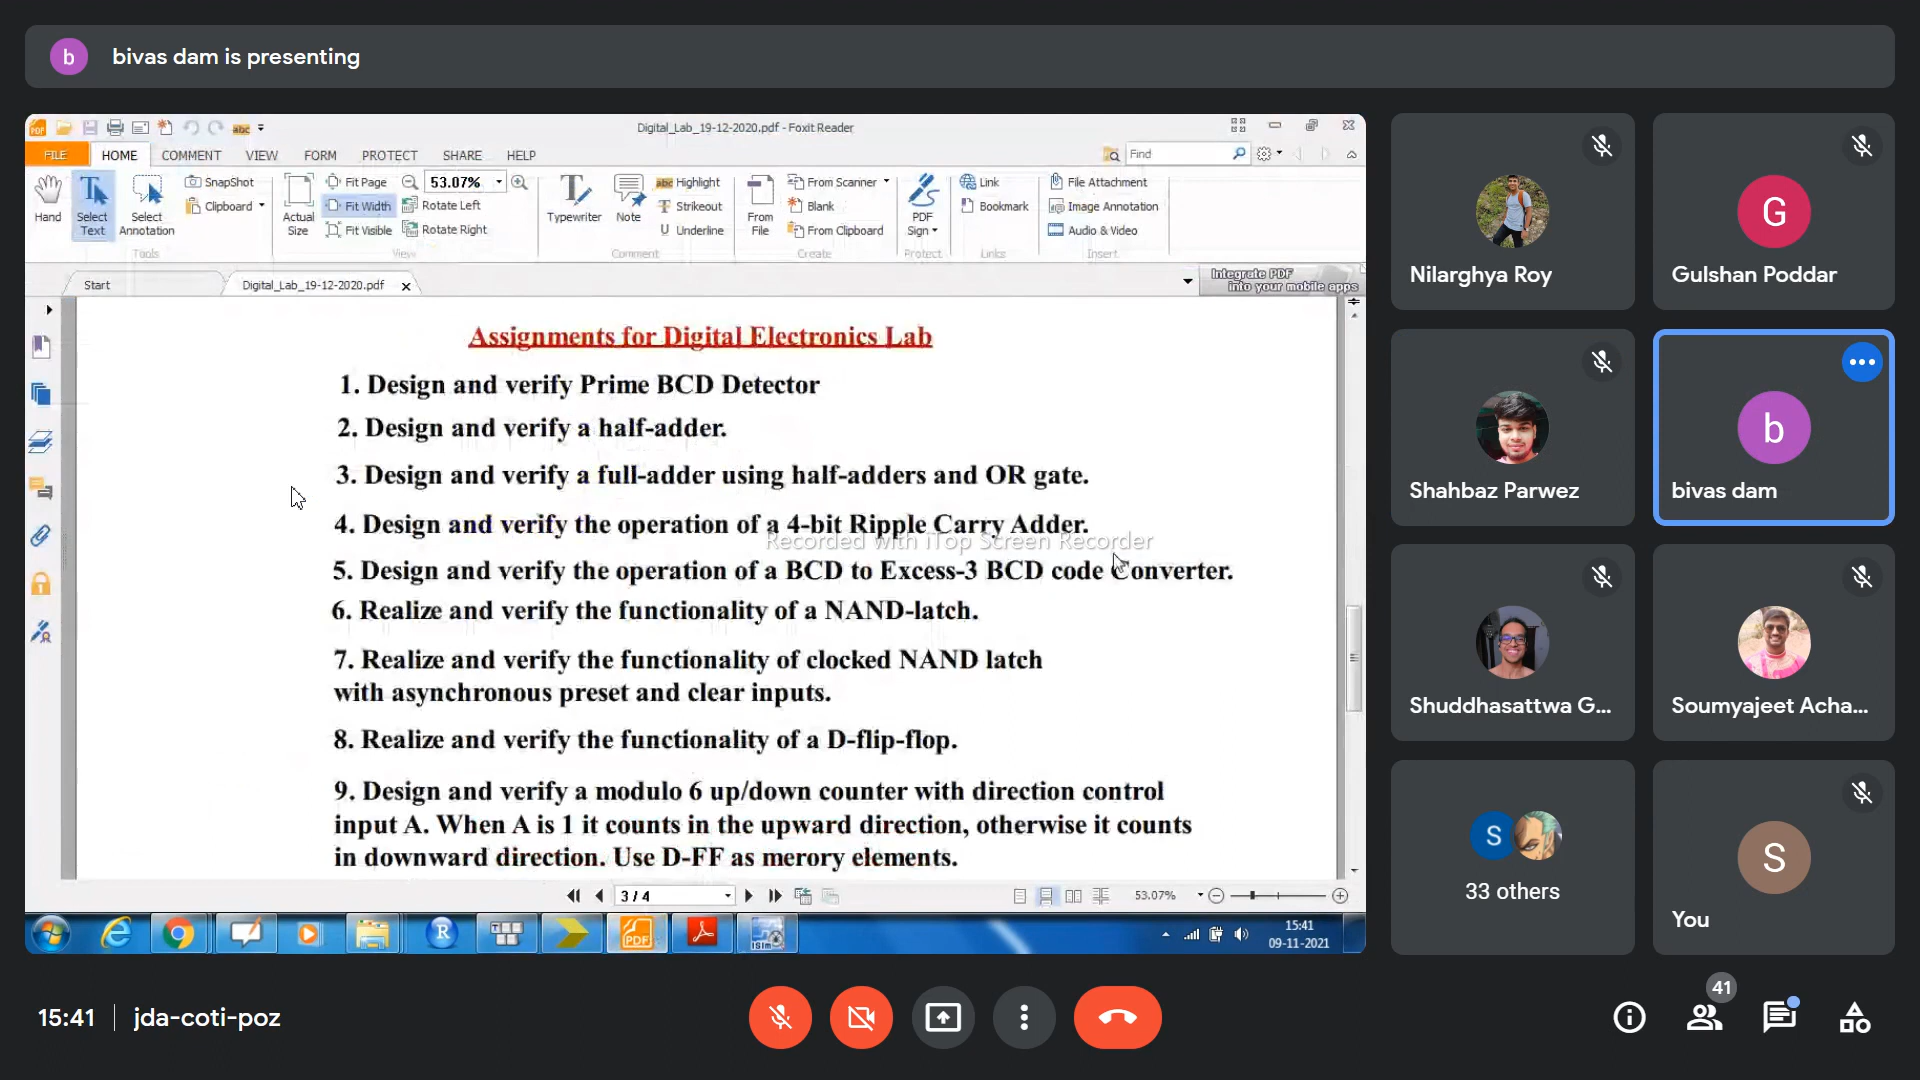 b
bivas dam is presenting
Digital_Lab_19-12-2020.pdf - Foxit Reader
FILE
HOME
COMMENT
VIEW
FORM
PROTECT
SHARE
HELP
Find
Hand
Select Text
Select Annotation
SnapShot
Clipboard
Tools
Actual Size
Fit Page
Fit Width
Fit Visible
53.07%
Rotate Left
Rotate Right
View
Typewriter
Note
Highlight
Strikeout
Underline
Comment
From File
From Scanner
Blank
From Clipboard
Create
PDF Sign
Protect
Link
Bookmark
Links
File Attachment
Image Annotation
Audio & Video
Insert
Start
Digital_Lab_19-12-2020.pdf
Integrate PDF
into your mobile apps
Assignments for Digital Electronics Lab
1. Design and verify Prime BCD Detector
2. Design and verify a half-adder.
3. Design and verify a full-adder using half-adders and OR gate.
4. Design and verify the operation of a 4-bit Ripple Carry Adder.
Recorded with iTop Screen Recorder
5. Design and verify the operation of a BCD to Excess-3 BCD code Converter.
6. Realize and verify the functionality of a NAND-latch.
7. Realize and verify the functionality of clocked NAND latch
with asynchronous preset and clear inputs.
8. Realize and verify the functionality of a D-flip-flop.
9. Design and verify a modulo 6 up/down counter with direction control
input A. When A is 1 it counts in the upward direction, otherwise it counts
in downward direction. Use D-FF as merory elements.
3 / 4
53.07%
15:41
09-11-2021
Nilarghya Roy
G
Gulshan Poddar
Shahbaz Parwez
b
bivas dam
Shuddhasattwa G...
Soumyajeet Acha...
S
33 others
S
You
15:41
jda-coti-poz
41